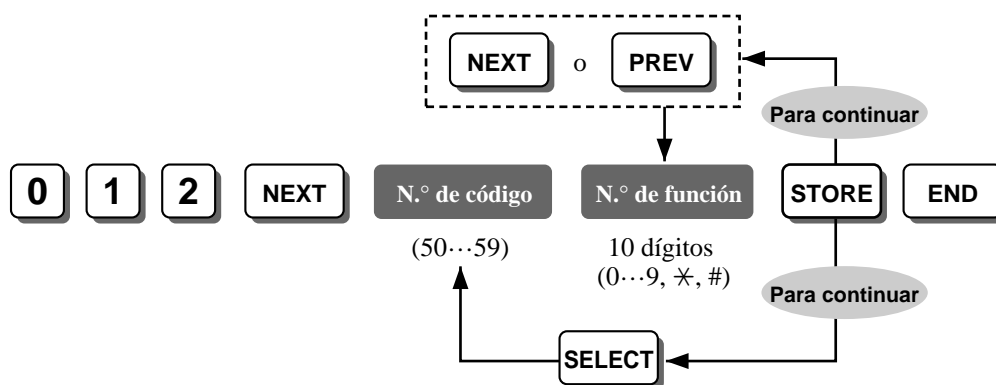 NEXT o PREV
Para continuar
0 1 2 NEXT N.° de código N.° de función STORE END
(50···59) 10 dígitos
(0···9, ✳, #)
Para continuar
SELECT